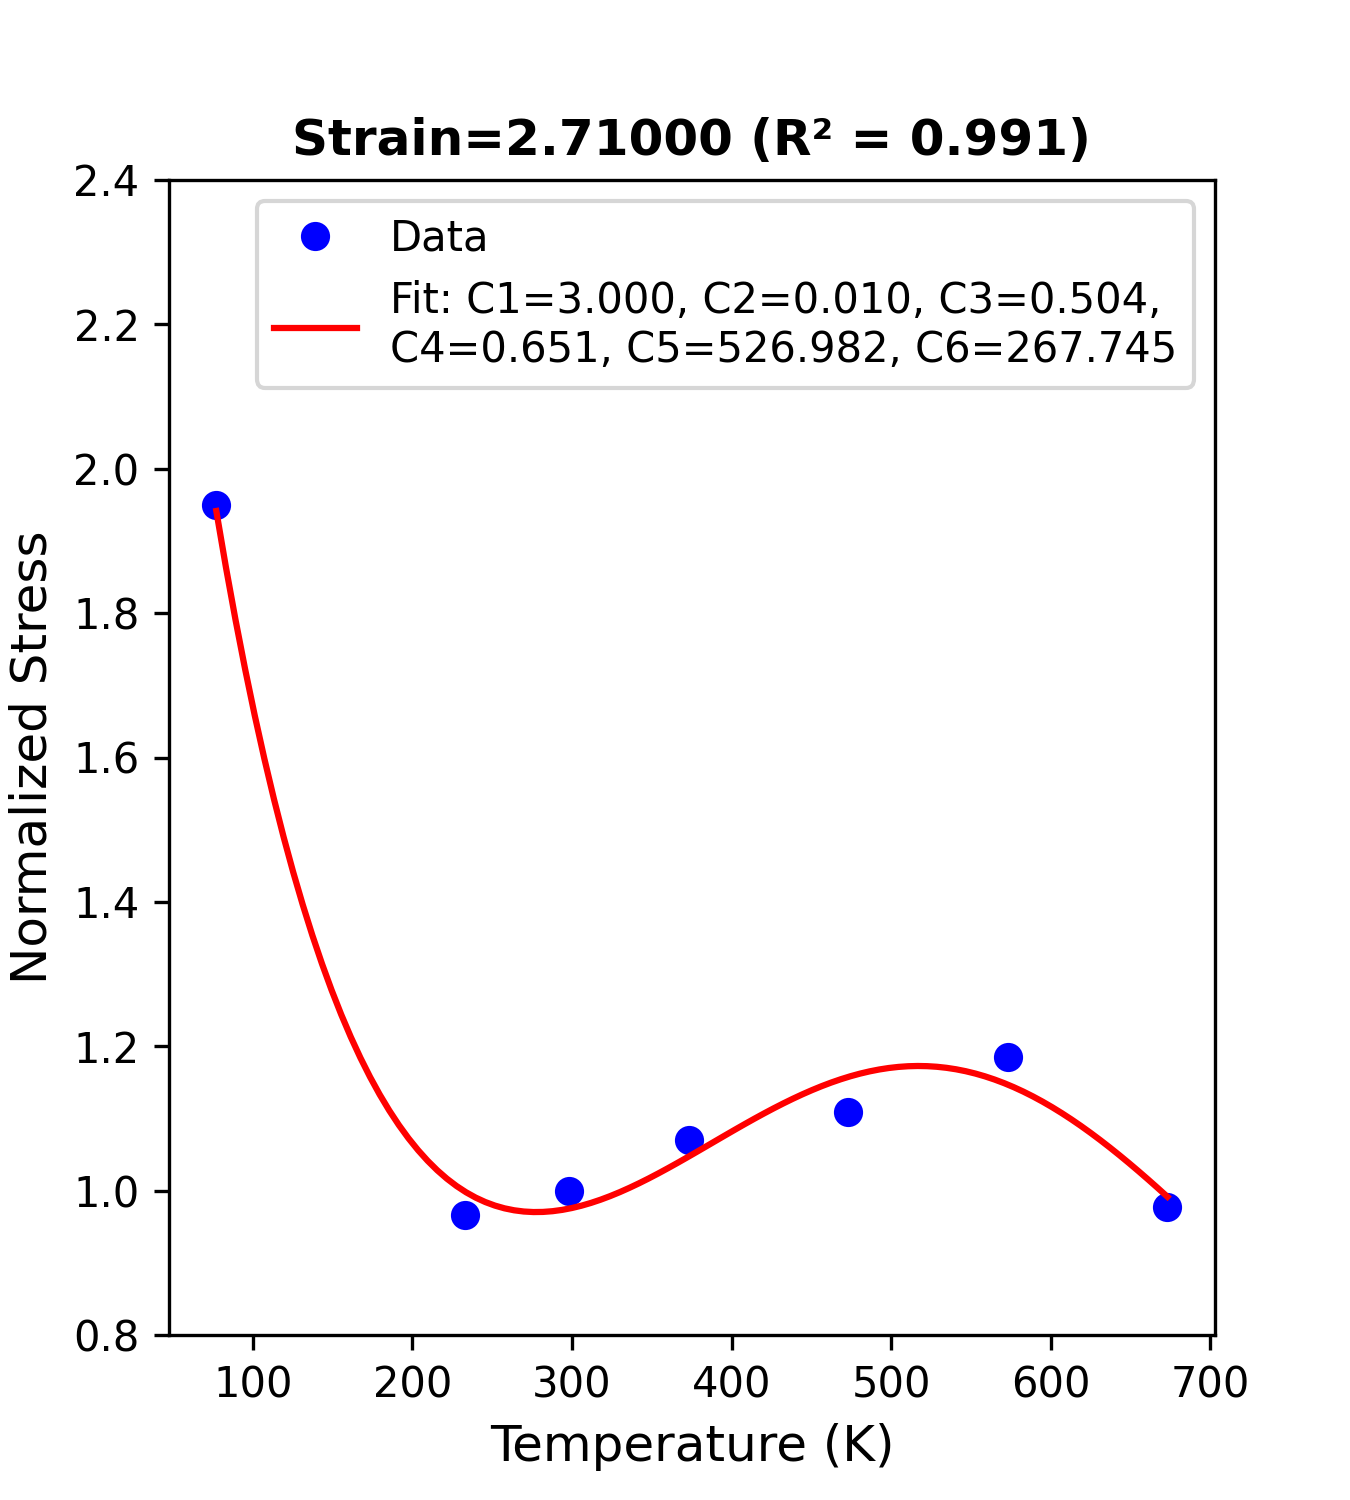 Strain=2.71000 (R² = 0.991)
Data
Fit: C1=3.000, C2=0.010, C3=0.504,
C4=0.651, C5=526.982, C6=267.745
2.4
2.2
2.0
1.8
1.6
1.4
1.2
1.0
0.8
Normalized Stress
100 200 300 400 500 600 700
Temperature (K)